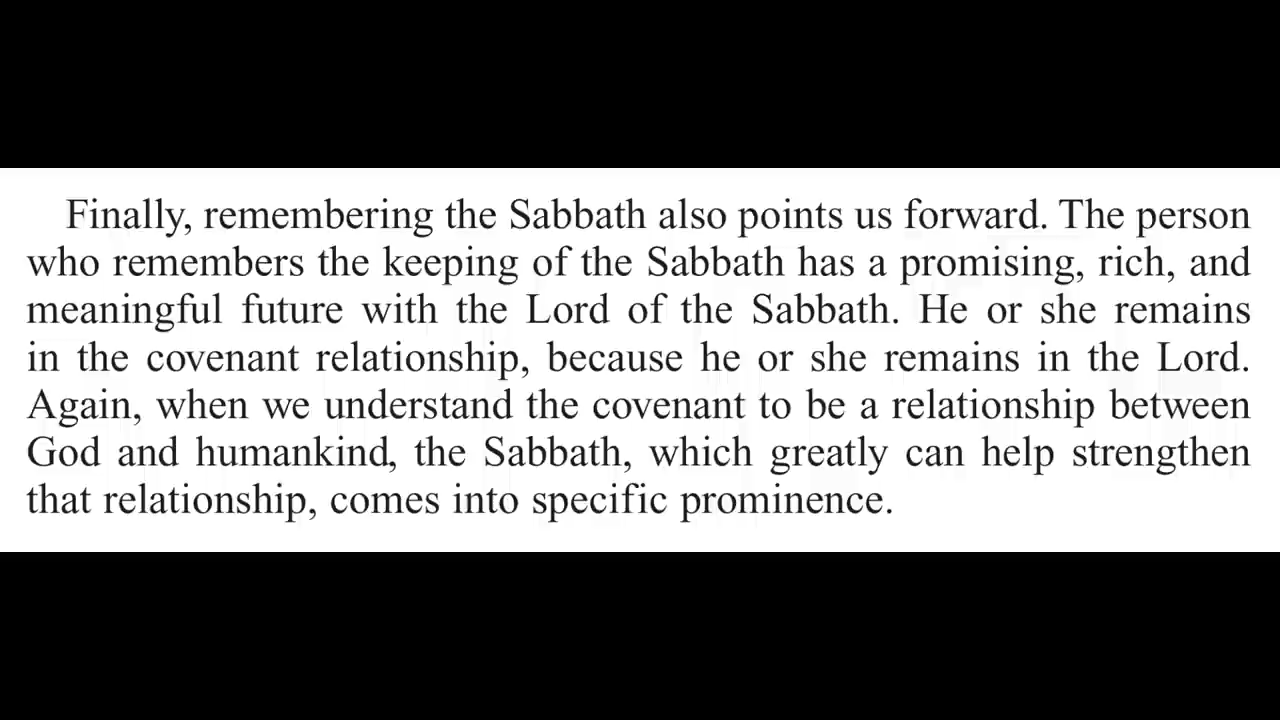 Finally, remembering the Sabbath also points us forward. The person
who remembers the keeping of the Sabbath has a promising, rich, and
meaningful future with the Lord of the Sabbath. He or she remains
in the covenant relationship, because he or she remains in the Lord.
Again, when we understand the covenant to be a relationship between
God and humankind, the Sabbath, which greatly can help strengthen
that relationship, comes into specific prominence.